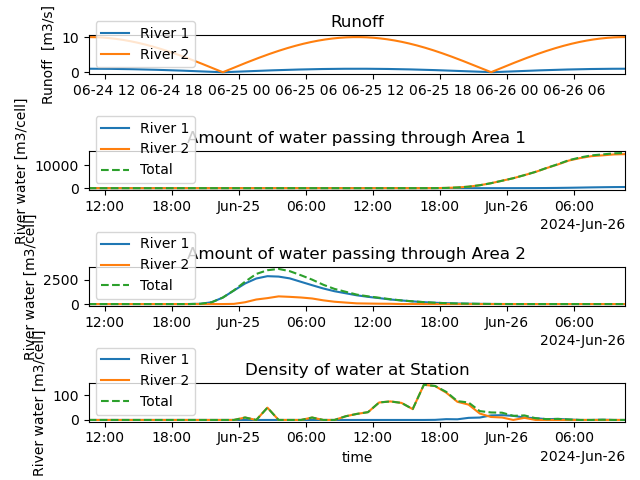 Runoff
Runoff  [m3/s]
River 1
River 2
10
0
06-24 12
06-24 18
06-25 00
06-25 06
06-25 12
06-25 18
06-26 00
06-26 06
Amount of water passing through Area 1
River water [m3/cell]
River 1
River 2
Total
10000
0
12:00
18:00
Jun-25
06:00
12:00
18:00
Jun-26
06:00
2024-Jun-26
Amount of water passing through Area 2
River water [m3/cell]
River 1
River 2
Total
2500
0
12:00
18:00
Jun-25
06:00
12:00
18:00
Jun-26
06:00
2024-Jun-26
Density of water at Station
River water [m3/cell]
River 1
River 2
Total
100
0
12:00
18:00
Jun-25
06:00
12:00
18:00
Jun-26
06:00
time
2024-Jun-26